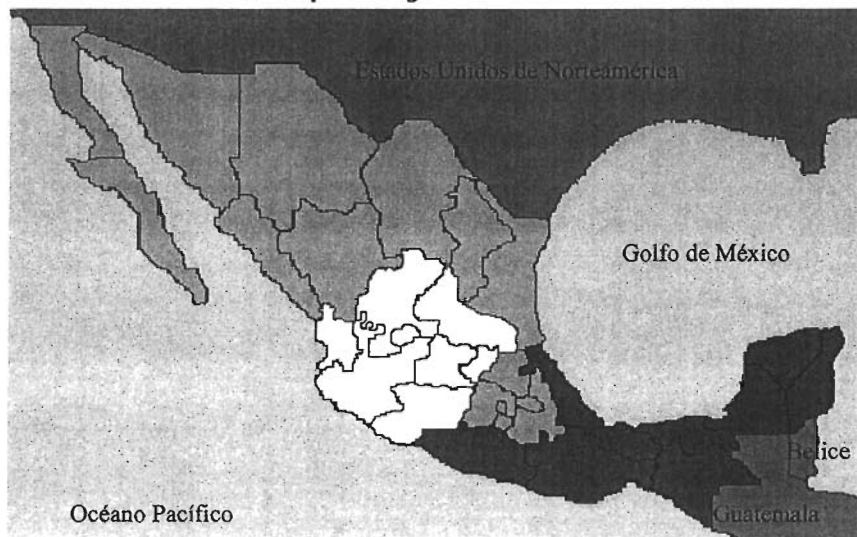 Estados Unidos de Norteamérica
Golfo de México
Belice
Océano Pacífico
Guatemala